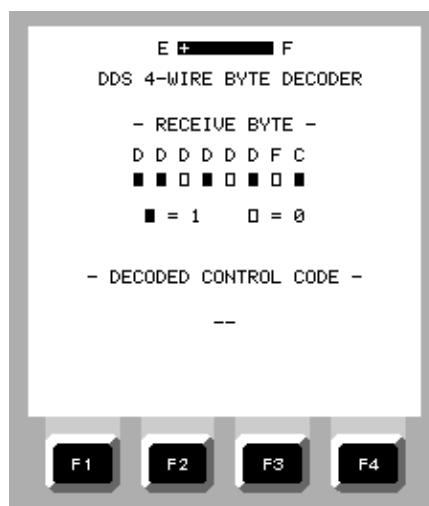 E + F
DDS 4-WIRE BYTE DECODER
- RECEIVE BYTE -
D D D D D D F C
■ ■ □ ■ □ ■ □ ■
■ = 1 □ = 0
- DECODED CONTROL CODE -
--
F1 F2 F3 F4